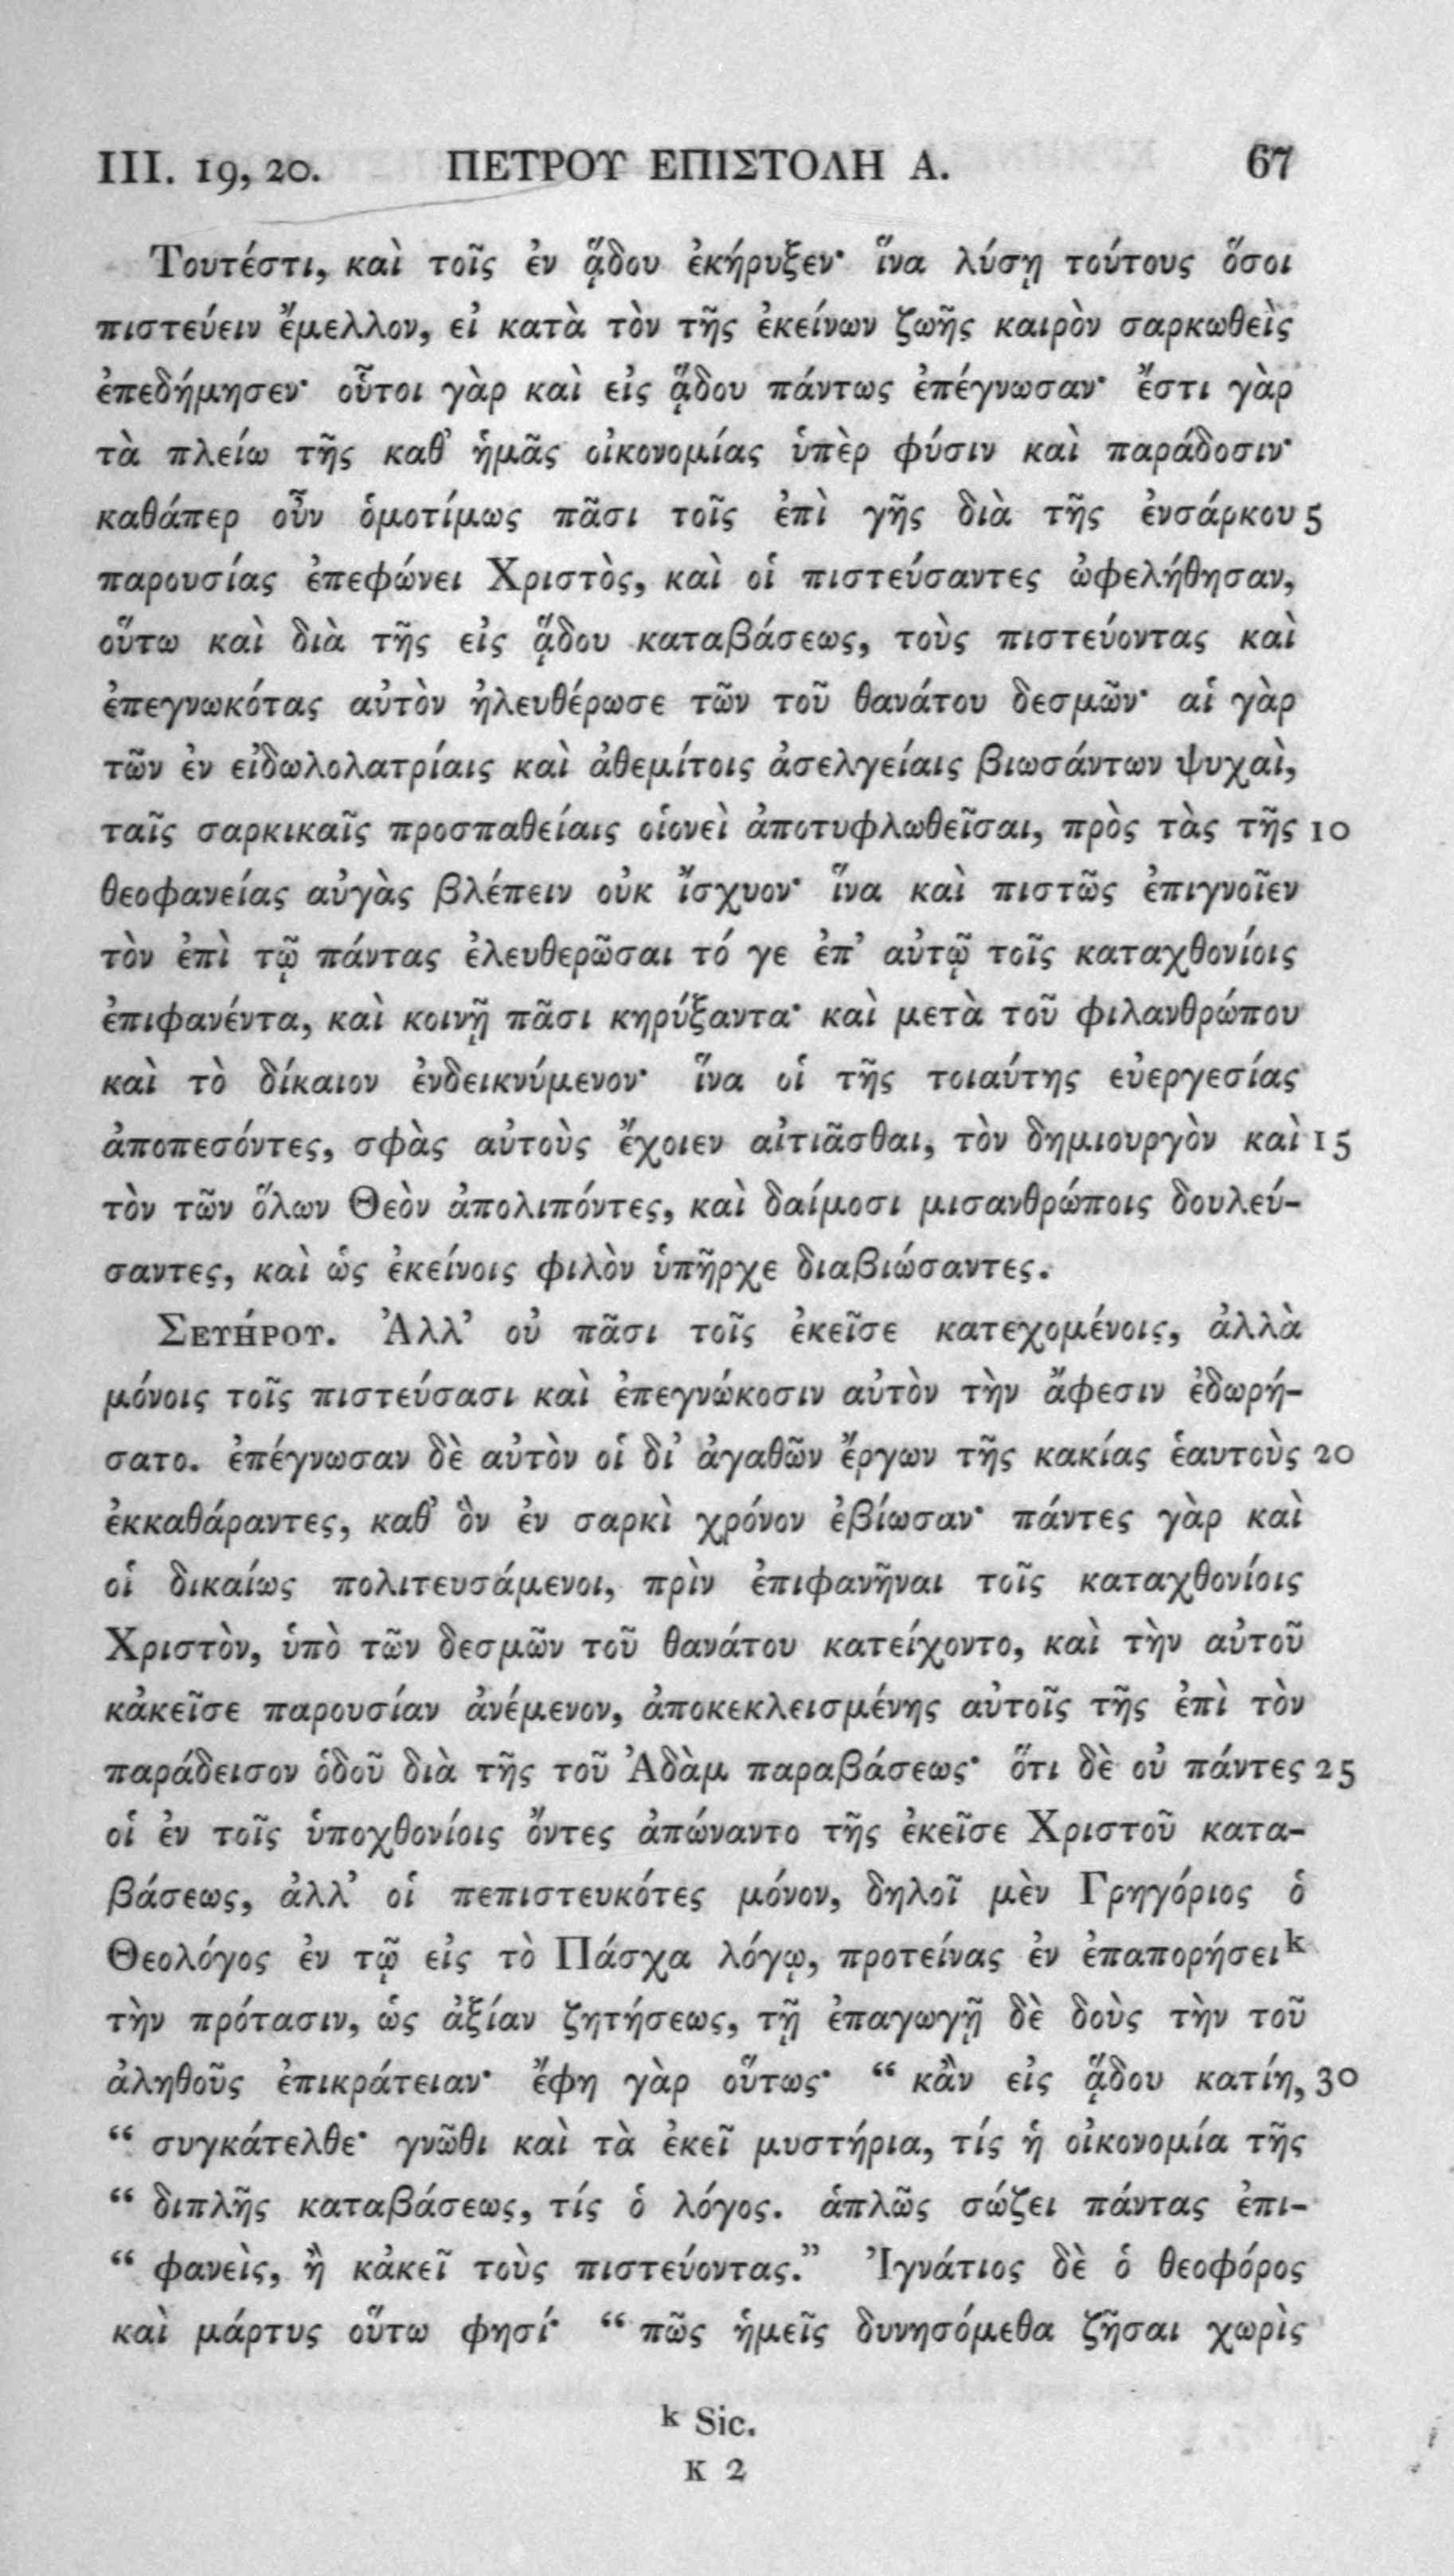 III. 19, 20. ΠΕΤΡΟΥ ΕΠΙΣΤΟΛΗ Α. 67
Τουτέστι, καὶ τοῖς ἐν ᾅδου ἐκήρυξεν· ἵνα λύσῃ τούτους ὅσοι
πιστεύειν ἔμελλον, εἰ κατὰ τὸν τῆς ἐκείνων ζωῆς καιρὸν σαρκωθεὶς
ἐπεδήμησεν· οὗτοι γὰρ καὶ εἰς ᾅδου πάντως ἐπέγνωσαν· ἔστι γὰρ
τὰ πλείω τῆς καθ’ ἡμᾶς οἰκονομίας ὑπὲρ φύσιν καὶ παράδοσιν·
καθάπερ οὖν ὁμοτίμως πᾶσι τοῖς ἐπὶ γῆς διὰ τῆς ἐνσάρκου 5
παρουσίας ἐπεφώνει Χριστὸς, καὶ οἱ πιστεύσαντες ὠφελήθησαν,
οὕτω καὶ διὰ τῆς εἰς ᾅδου καταβάσεως, τοὺς πιστεύοντας καὶ
ἐπεγνωκότας αὐτὸν ἠλευθέρωσε τῶν τοῦ θανάτου δεσμῶν· αἱ γὰρ
τῶν ἐν εἰδωλολατρίαις καὶ ἀθεμίτοις ἀσελγείαις βιωσάντων ψυχαὶ,
ταῖς σαρκικαῖς προσπαθείαις οἱονεὶ ἀποτυφλωθεῖσαι, πρὸς τὰς τῆς 10
θεοφανείας αὐγὰς βλέπειν οὐκ ἴσχυον· ἵνα καὶ πιστῶς ἐπιγνοῖεν
τὸν ἐπὶ τῷ πάντας ἐλευθερῶσαι τό γε ἐπ’ αὐτῷ τοῖς καταχθονίοις
ἐπιφανέντα, καὶ κοινῇ πᾶσι κηρύξαντα· καὶ μετὰ τοῦ φιλανθρώπου
καὶ τὸ δίκαιον ἐνδεικνύμενον· ἵνα οἱ τῆς τοιαύτης εὐεργεσίας
ἀποπεσόντες, σφὰς αὐτοὺς ἔχοιεν αἰτιᾶσθαι, τὸν δημιουργὸν καὶ 15
τὸν τῶν ὅλων Θεὸν ἀπολιπόντες, καὶ δαίμοσι μισανθρώποις δουλεύ-
σαντες, καὶ ὡς ἐκείνοις φιλὸν ὑπῆρχε διαβιώσαντες.
ΣΕΥΗΡΟΥ. Ἀλλ’ οὐ πᾶσι τοῖς ἐκεῖσε κατεχομένοις, ἀλλὰ
μόνοις τοῖς πιστεύσασι καὶ ἐπεγνώκοσιν αὐτὸν τὴν ἄφεσιν ἐδωρή-
σατο. ἐπέγνωσαν δὲ αὐτὸν οἱ δι’ ἀγαθῶν ἔργων τῆς κακίας ἑαυτοὺς 20
ἐκκαθάραντες, καθ’ ὃν ἐν σαρκὶ χρόνον ἐβίωσαν· πάντες γὰρ καὶ
οἱ δικαίως πολιτευσάμενοι, πρὶν ἐπιφανῆναι τοῖς καταχθονίοις
Χριστὸν, ὑπὸ τῶν δεσμῶν τοῦ θανάτου κατείχοντο, καὶ τὴν αὐτοῦ
κἀκεῖσε παρουσίαν ἀνέμενον, ἀποκεκλεισμένης αὐτοῖς τῆς ἐπὶ τὸν
παράδεισον ὁδοῦ διὰ τῆς τοῦ Ἀδὰμ παραβάσεως· ὅτι δὲ οὐ πάντες 25
οἱ ἐν τοῖς ὑποχθονίοις ὄντες ἀπώναντο τῆς ἐκεῖσε Χριστοῦ κατα-
βάσεως, ἀλλ’ οἱ πεπιστευκότες μόνον, δηλοῖ μὲν Γρηγόριος ὁ
Θεολόγος ἐν τῷ εἰς τὸ Πάσχα λόγῳ, προτείνας ἐν ἐπαπορήσει k
τὴν πρότασιν, ὡς ἀξίαν ζητήσεως, τῇ ἐπαγωγῇ δὲ δοὺς τὴν τοῦ
ἀληθοῦς ἐπικράτειαν· ἔφη γὰρ οὕτως· “ κἂν εἰς ᾅδου κατίῃ, 30
“ συγκάτελθε· γνῶθι καὶ τὰ ἐκεῖ μυστήρια, τίς ἡ οἰκονομία τῆς
“ διπλῆς καταβάσεως, τίς ὁ λόγος. ἁπλῶς σώζει πάντας ἐπι-
“ φανεὶς, ἢ κἀκεῖ τοὺς πιστεύοντας.” Ἰγνάτιος δὲ ὁ θεοφόρος
καὶ μάρτυς οὕτω φησί· “ πῶς ἡμεῖς δυνησόμεθα ζῆσαι χωρὶς
k Sic.
K 2